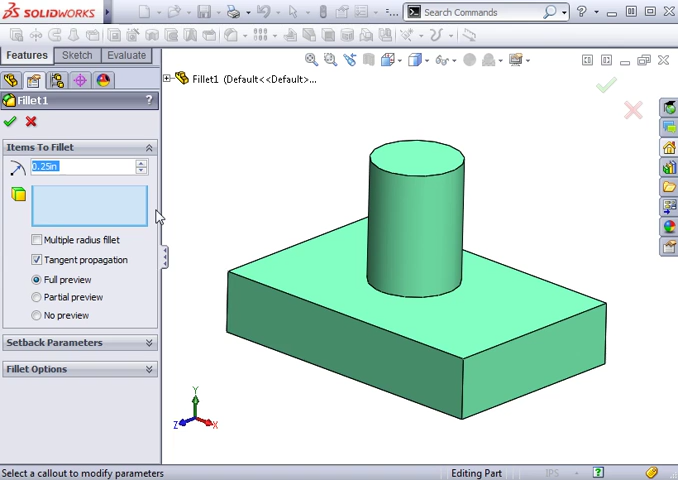 SOLIDWORKS
Search Commands
?
Features
Sketch
Evaluate
Fillet1 (Default<<Default>...
Fillet1
?
Items To Fillet
0.25in
Multiple radius fillet
Tangent propagation
Full preview
Partial preview
No preview
Setback Parameters
Fillet Options
Y
Z
X
Select a callout to modify parameters
Editing Part
IPS
?